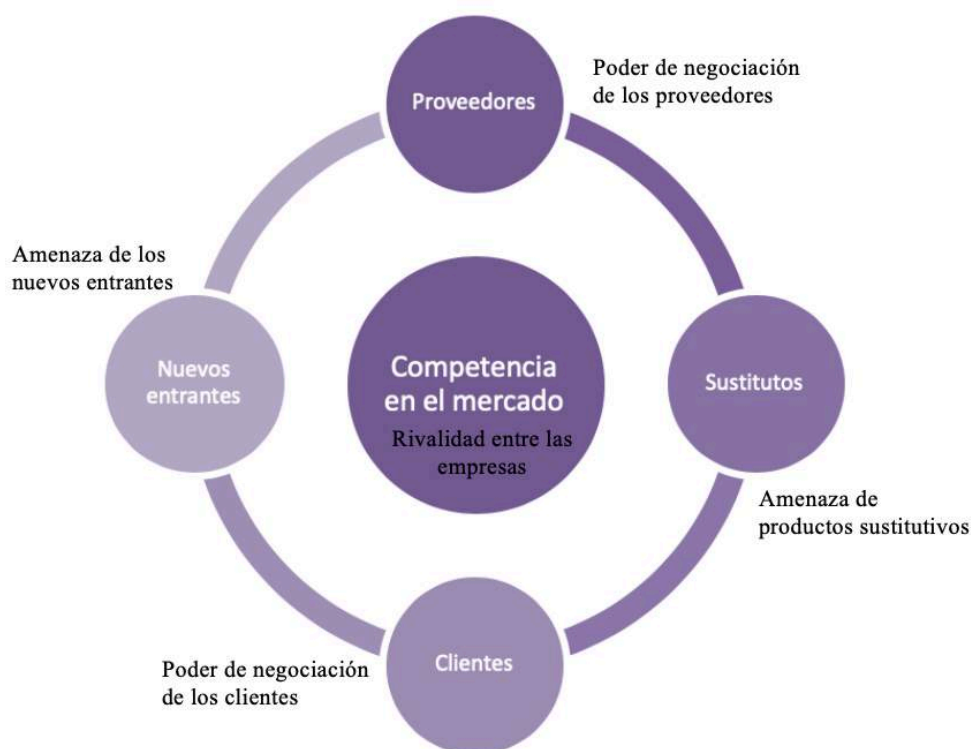 Proveedores
Poder de negociación
de los proveedores
Amenaza de los
nuevos entrantes
Nuevos
entrantes
Competencia
en el mercado
Rivalidad entre las
empresas
Sustitutos
Amenaza de
productos sustitutivos
Clientes
Poder de negociación
de los clientes